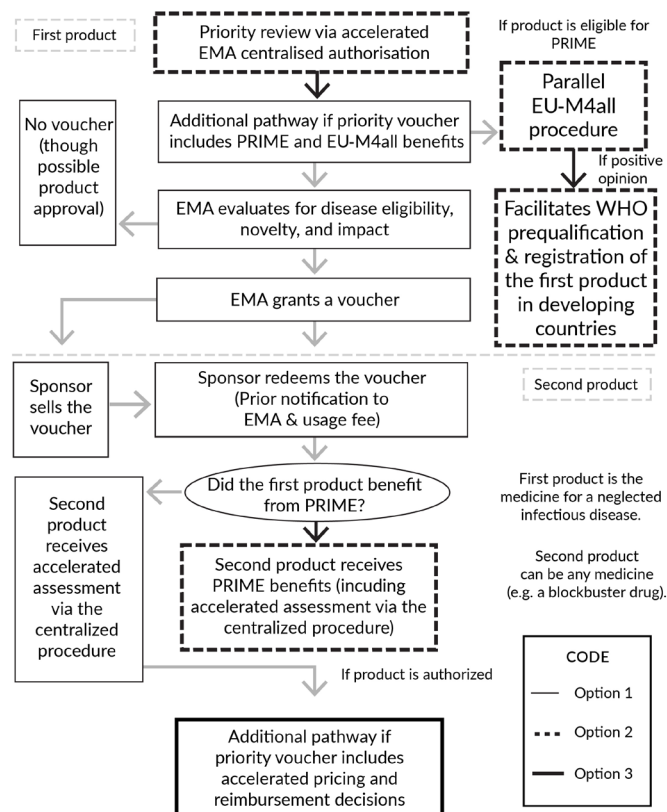 First product
Priority review via accelerated
EMA centralised authorisation
If product is eligible for
PRIME
Parallel
EU-M4all
procedure
No voucher
(though
possible
product
approval)
Additional pathway if priority voucher
includes PRIME and EU-M4all benefits
If positive
opinion
EMA evaluates for disease eligibility,
novelty, and impact
Facilitates WHO
prequalification
& registration of
the first product
in developing
countries
EMA grants a voucher
Sponsor
sells the
voucher
Sponsor redeems the voucher
(Prior notification to
EMA & usage fee)
Second product
Did the first product benefit
from PRIME?
First product is the
medicine for a neglected
infectious disease.
Second
product
receives
accelerated
assessment
via the
centralized
procedure
Second product receives
PRIME benefits (incuding
accelerated assessment via the
centralized procedure)
Second product
can be any medicine
(e.g. a blockbuster drug).
If product is authorized
CODE
Option 1
Option 2
Option 3
Additional pathway if
priority voucher includes
accelerated pricing and
reimbursement decisions